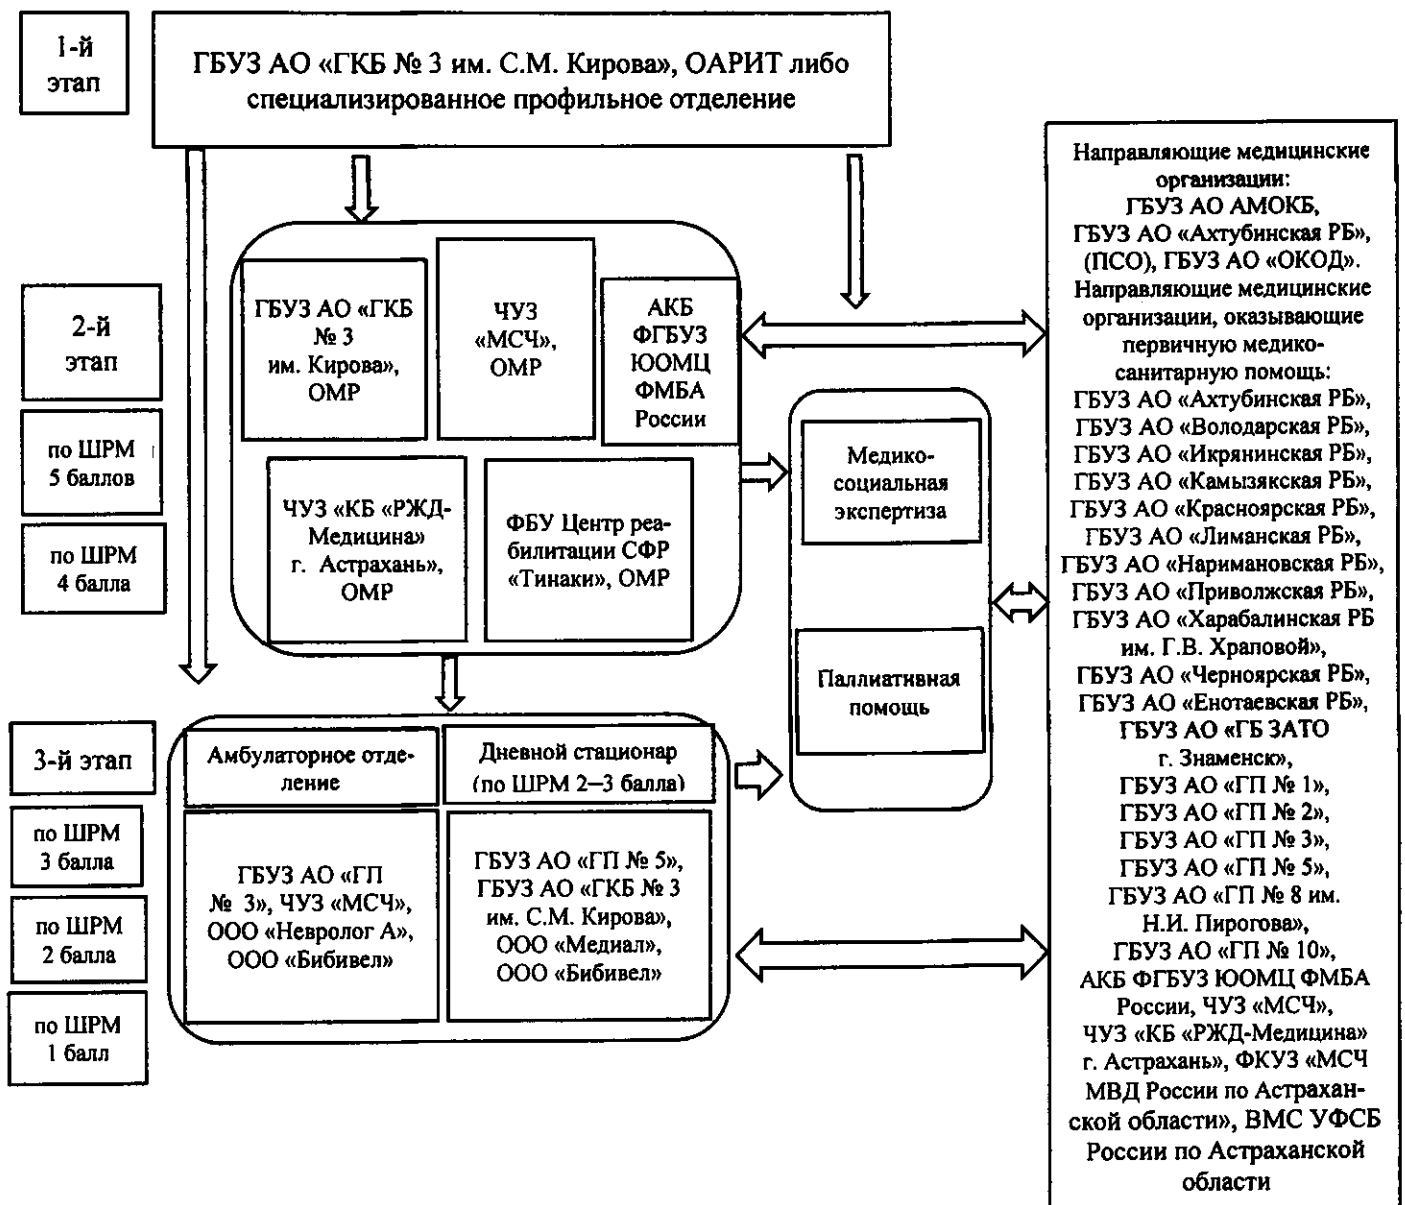 1-й
этап
ГБУЗ АО «ГКБ № 3 им. С.М. Кирова», ОАРИТ либо
специализированное профильное отделение
2-й
этап
по ШРМ
5 баллов
по ШРМ
4 балла
ГБУЗ АО «ГКБ
№ 3
им. Кирова»,
ОМР
ЧУЗ
«МСЧ»,
ОМР
АКБ
ФГБУЗ
ЮОМЦ
ФМБА
России
ЧУЗ «КБ «РЖД-
Медицина»
г. Астрахань»,
ОМР
ФБУ Центр реа-
билитации СФР
«Тинаки», ОМР
Медико-
социальная
экспертиза
Паллиативная
помощь
3-й этап
по ШРМ
3 балла
по ШРМ
2 балла
по ШРМ
1 балл
Амбулаторное отде-
ление
Дневной стационар
(по ШРМ 2–3 балла)
ГБУЗ АО «ГП
№ 3», ЧУЗ «МСЧ»,
ООО «Невролог А»,
ООО «Бибивел»
ГБУЗ АО «ГП № 5»,
ГБУЗ АО «ГКБ № 3
им. С.М. Кирова»,
ООО «Медиал»,
ООО «Бибивел»
Направляющие медицинские
организации:
ГБУЗ АО АМОКБ,
ГБУЗ АО «Ахтубинская РБ»,
(ПСО), ГБУЗ АО «ОКОД».
Направляющие медицинские
организации, оказывающие
первичную медико-
санитарную помощь:
ГБУЗ АО «Ахтубинская РБ»,
ГБУЗ АО «Володарская РБ»,
ГБУЗ АО «Икрянинская РБ»,
ГБУЗ АО «Камызякская РБ»,
ГБУЗ АО «Красноярская РБ»,
ГБУЗ АО «Лиманская РБ»,
ГБУЗ АО «Наримановская РБ»,
ГБУЗ АО «Приволжская РБ»,
ГБУЗ АО «Харабалинская РБ
им. Г.В. Храповой»,
ГБУЗ АО «Черноярская РБ»,
ГБУЗ АО «Енотаевская РБ»,
ГБУЗ АО «ГБ ЗАТО
г. Знаменск»,
ГБУЗ АО «ГП № 1»,
ГБУЗ АО «ГП № 2»,
ГБУЗ АО «ГП № 3»,
ГБУЗ АО «ГП № 5»,
ГБУЗ АО «ГП № 8 им.
Н.И. Пирогова»,
ГБУЗ АО «ГП № 10»,
АКБ ФГБУЗ ЮОМЦ ФМБА
России, ЧУЗ «МСЧ»,
ЧУЗ «КБ «РЖД-Медицина»
г. Астрахань», ФКУЗ «МСЧ
МВД России по Астрахан-
ской области», ВМС УФСБ
России по Астраханской
области